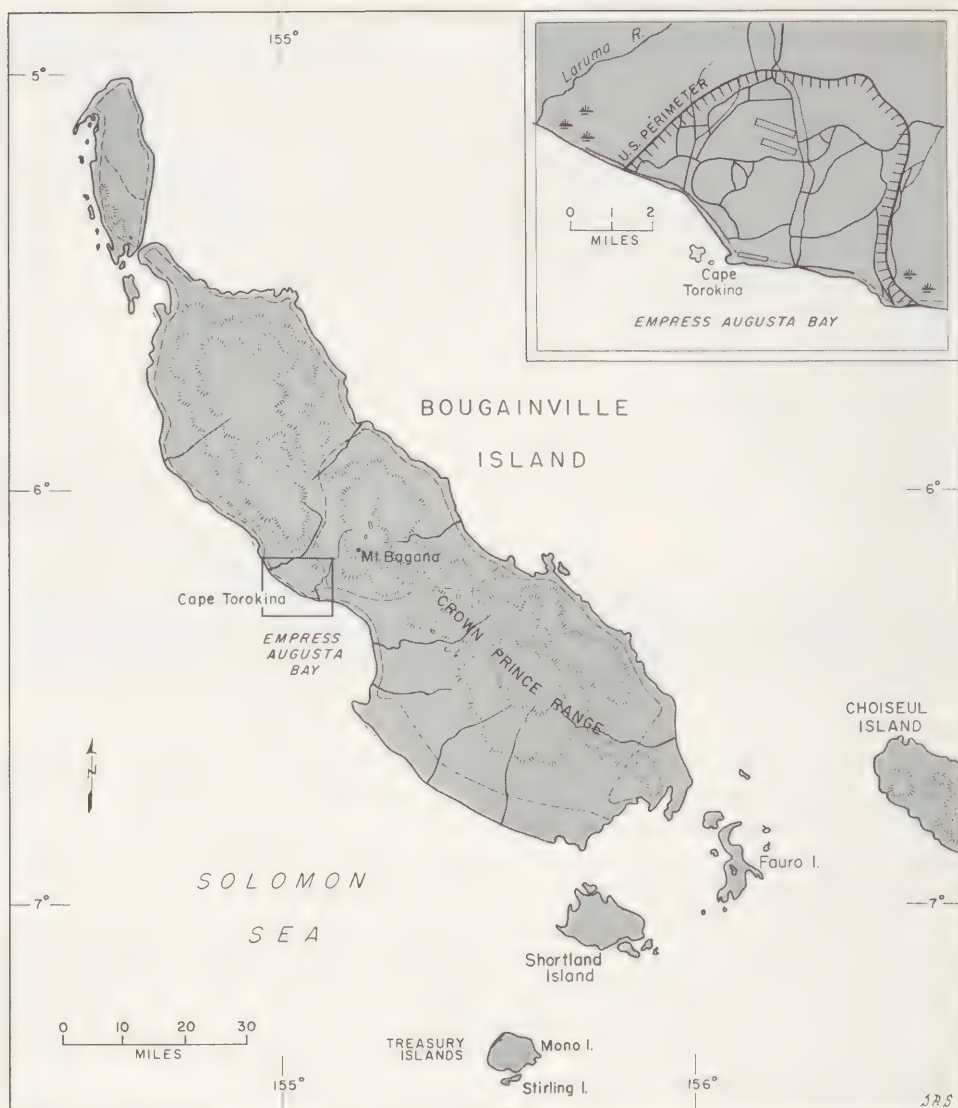 155°
5°
Laruma R.
U.S. PERIMETER
0 1 2
MILES
Cape
Torokina
EMPRESS AUGUSTA BAY
BOUGAINVILLE
ISLAND
6°
6°
Mt. Bagana
Cape Torokina
EMPRESS
AUGUSTA
BAY
CROWN PRINCE RANGE
CHOISEUL
ISLAND
N
Fauro I.
SOLOMON
SEA
7°
7°
Shortland
Island
0 10 20 30
MILES
TREASURY
ISLANDS
Mono I.
Stirling I.
155°
156°
JRS